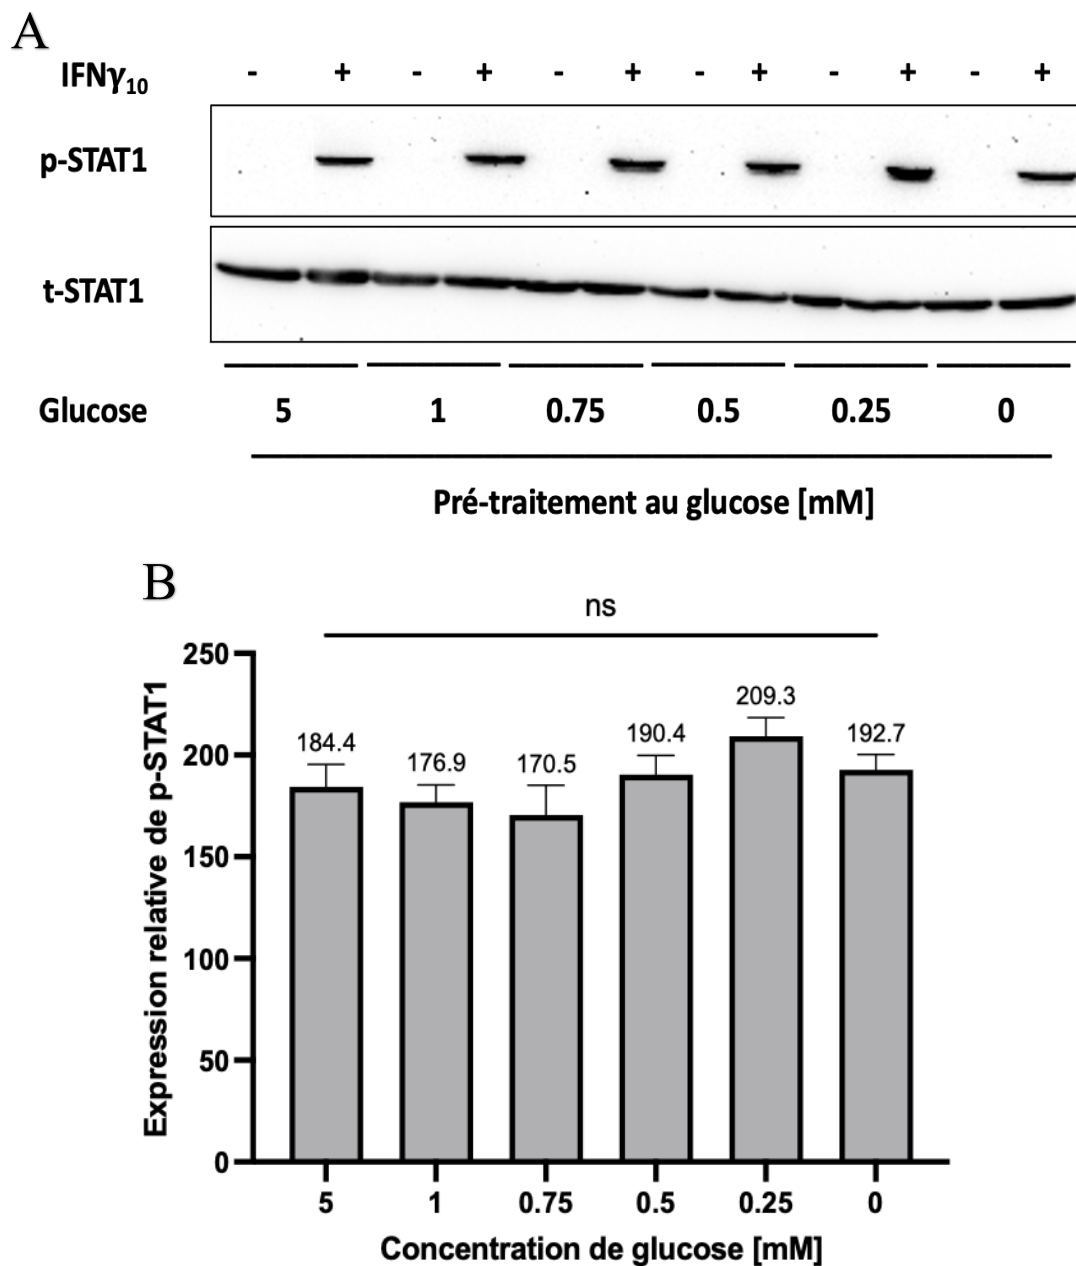 A
IFNγ10 - + - + - + - + - + - +
p-STAT1
t-STAT1
Glucose 5 1 0.75 0.5 0.25 0
Pré-traitement au glucose [mM]
B
ns
250
200
150
100
50
0
Expression relative de p-STAT1
184.4
176.9
170.5
190.4
209.3
192.7
5 1 0.75 0.5 0.25 0
Concentration de glucose [mM]